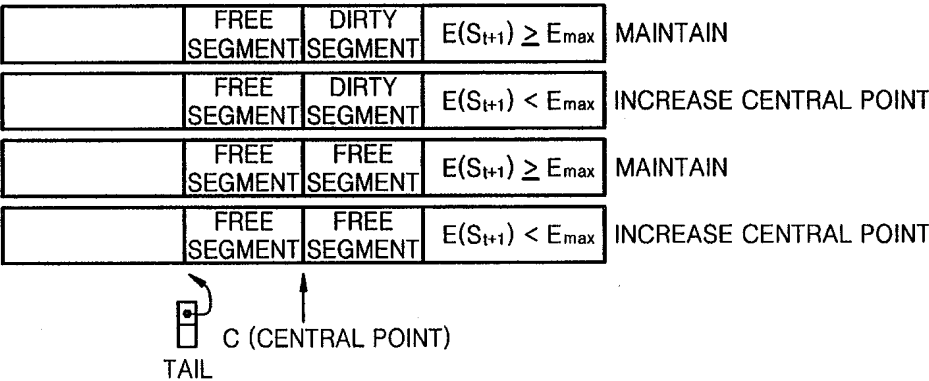 FREE SEGMENT DIRTY SEGMENT E(St+1) ≥ Emax MAINTAIN
FREE SEGMENT DIRTY SEGMENT E(St+1) < Emax INCREASE CENTRAL POINT
FREE SEGMENT FREE SEGMENT E(St+1) ≥ Emax MAINTAIN
FREE SEGMENT FREE SEGMENT E(St+1) < Emax INCREASE CENTRAL POINT
C (CENTRAL POINT)
TAIL